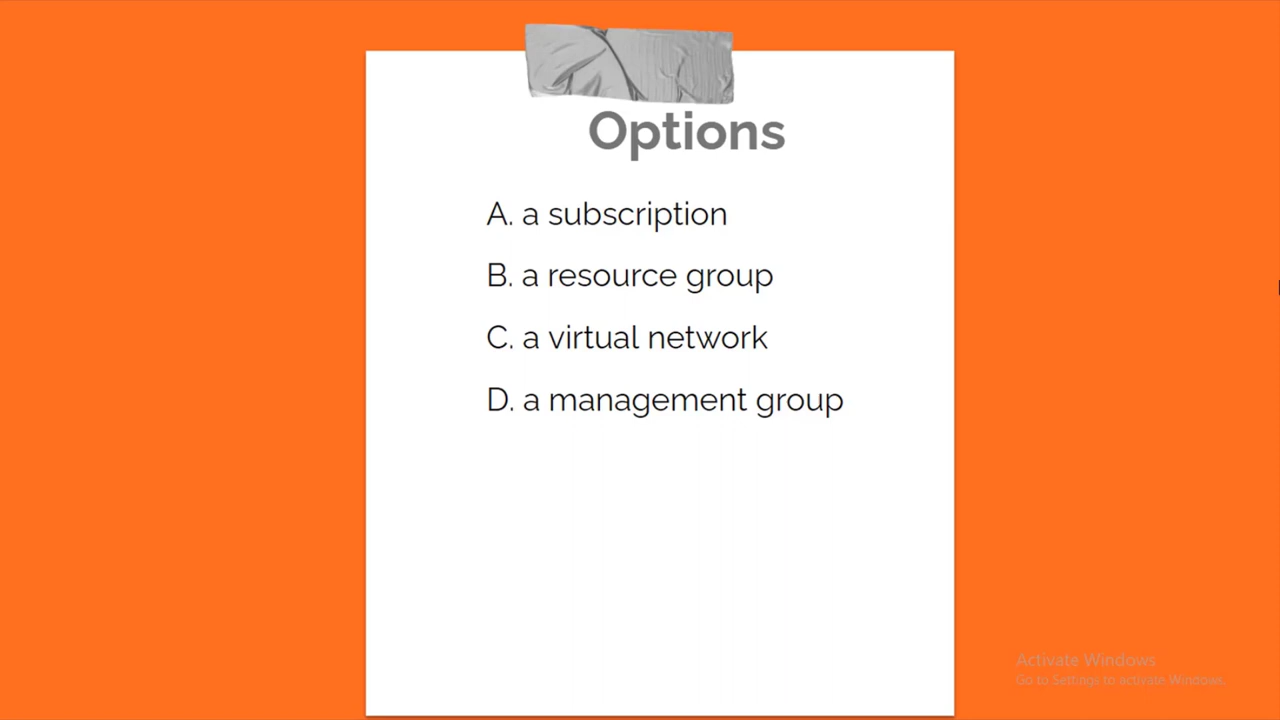 Options
A. a subscription
B. a resource group
C. a virtual network
D. a management group
Activate Windows
Go to Settings to activate Windows.